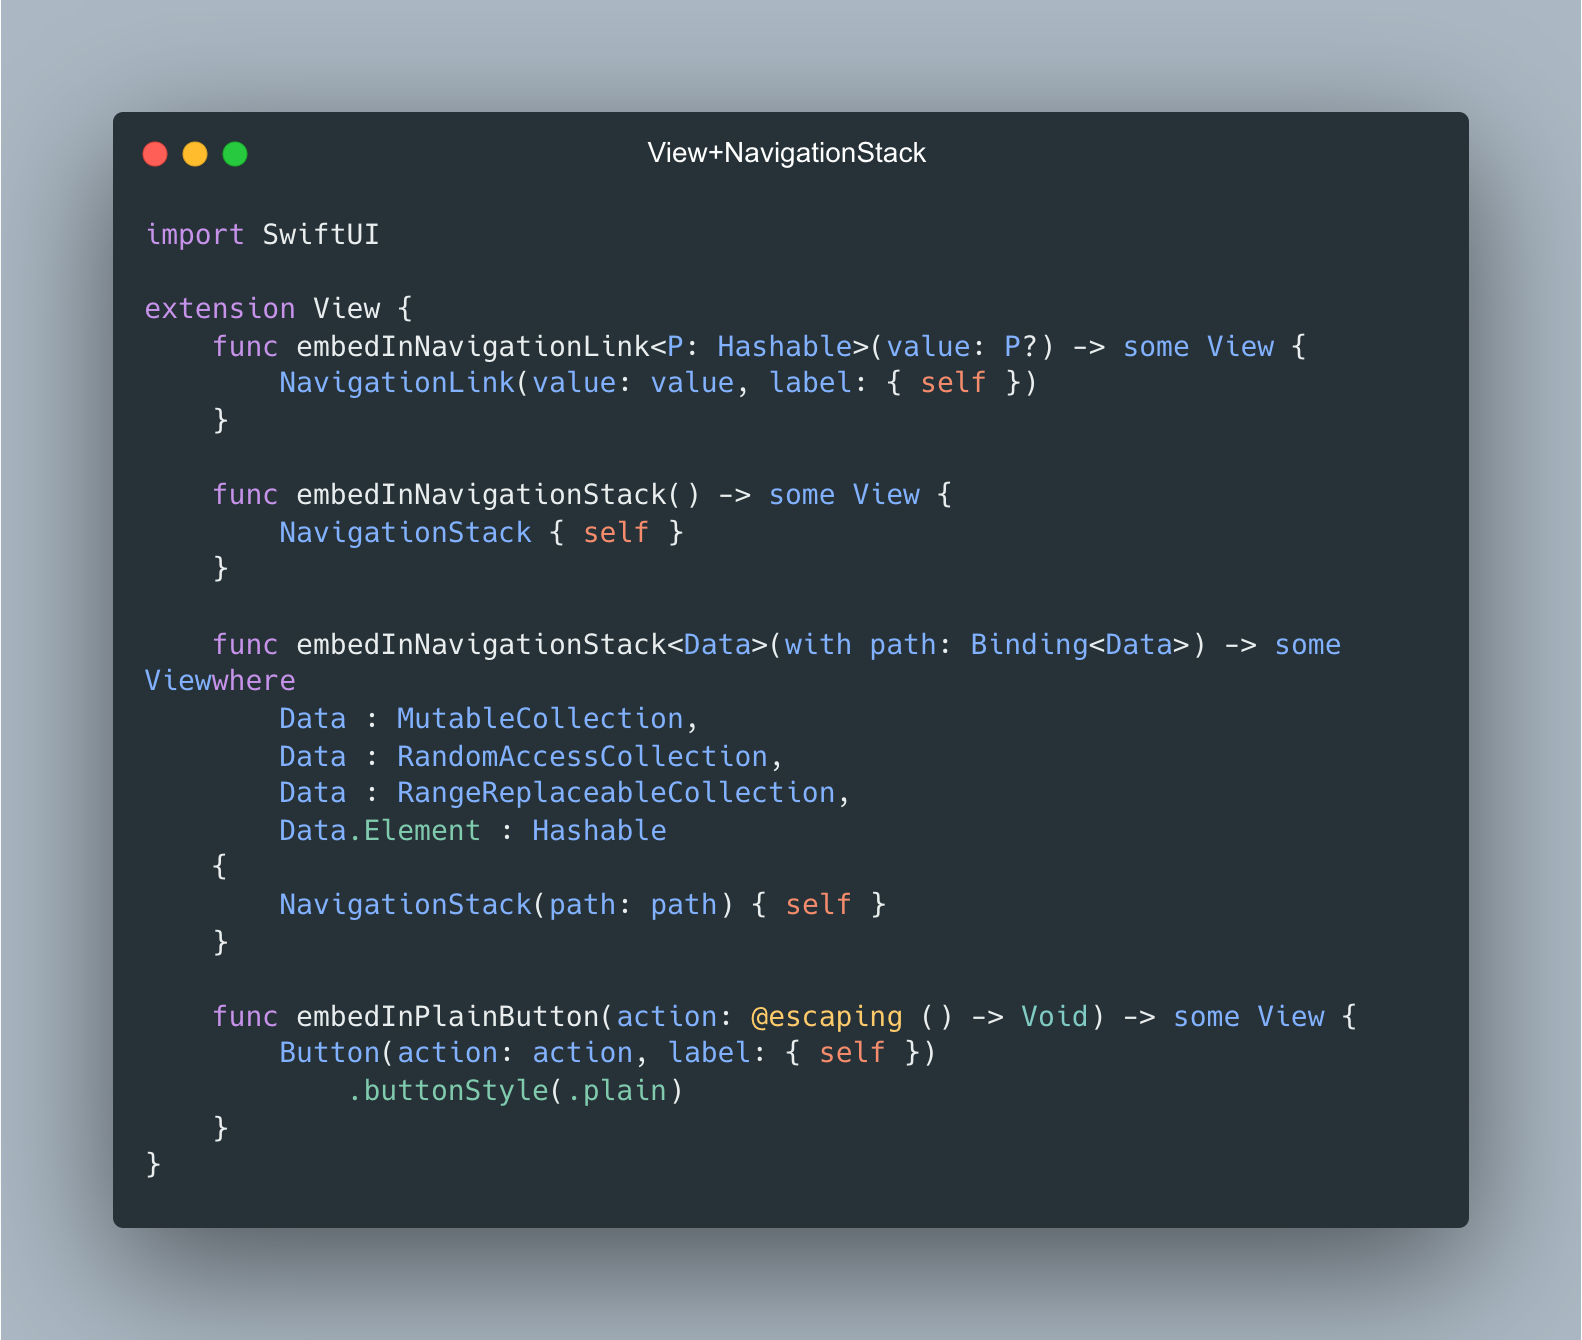 View+NavigationStack
import SwiftUI
extension View {
    func embedInNavigationLink<P: Hashable>(value: P?) -> some View {
        NavigationLink(value: value, label: { self })
    }
    func embedInNavigationStack() -> some View {
        NavigationStack { self }
    }
    func embedInNavigationStack<Data>(with path: Binding<Data>) -> some
Viewwhere
        Data : MutableCollection,
        Data : RandomAccessCollection,
        Data : RangeReplaceableCollection,
        Data.Element : Hashable
    {
        NavigationStack(path: path) { self }
    }
    func embedInPlainButton(action: @escaping () -> Void) -> some View {
        Button(action: action, label: { self })
            .buttonStyle(.plain)
    }
}